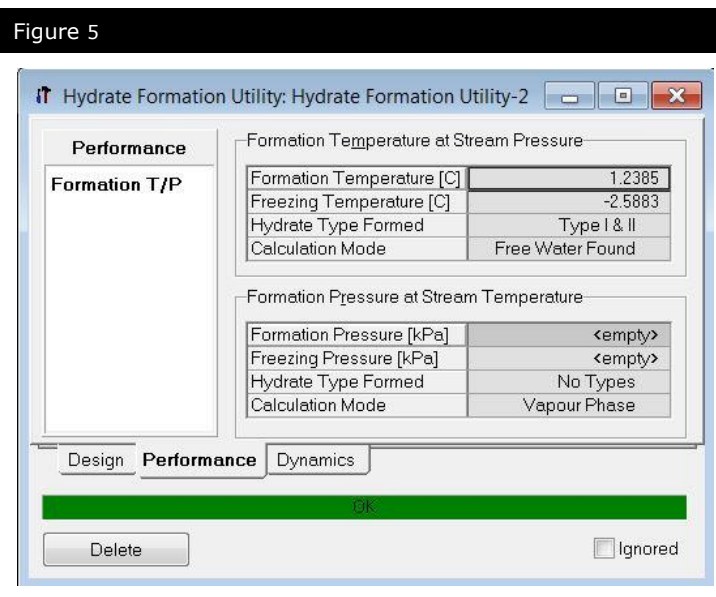 Figure 5
Hydrate Formation Utility: Hydrate Formation Utility-2
Performance
Formation T/P
Formation Temperature at Stream Pressure
Formation Temperature [C] 1.2385
Freezing Temperature [C] -2.5883
Hydrate Type Formed Type I & II
Calculation Mode Free Water Found
Formation Pressure at Stream Temperature
Formation Pressure [kPa] <empty>
Freezing Pressure [kPa] <empty>
Hydrate Type Formed No Types
Calculation Mode Vapour Phase
Design Performance Dynamics
OK
Delete Ignored